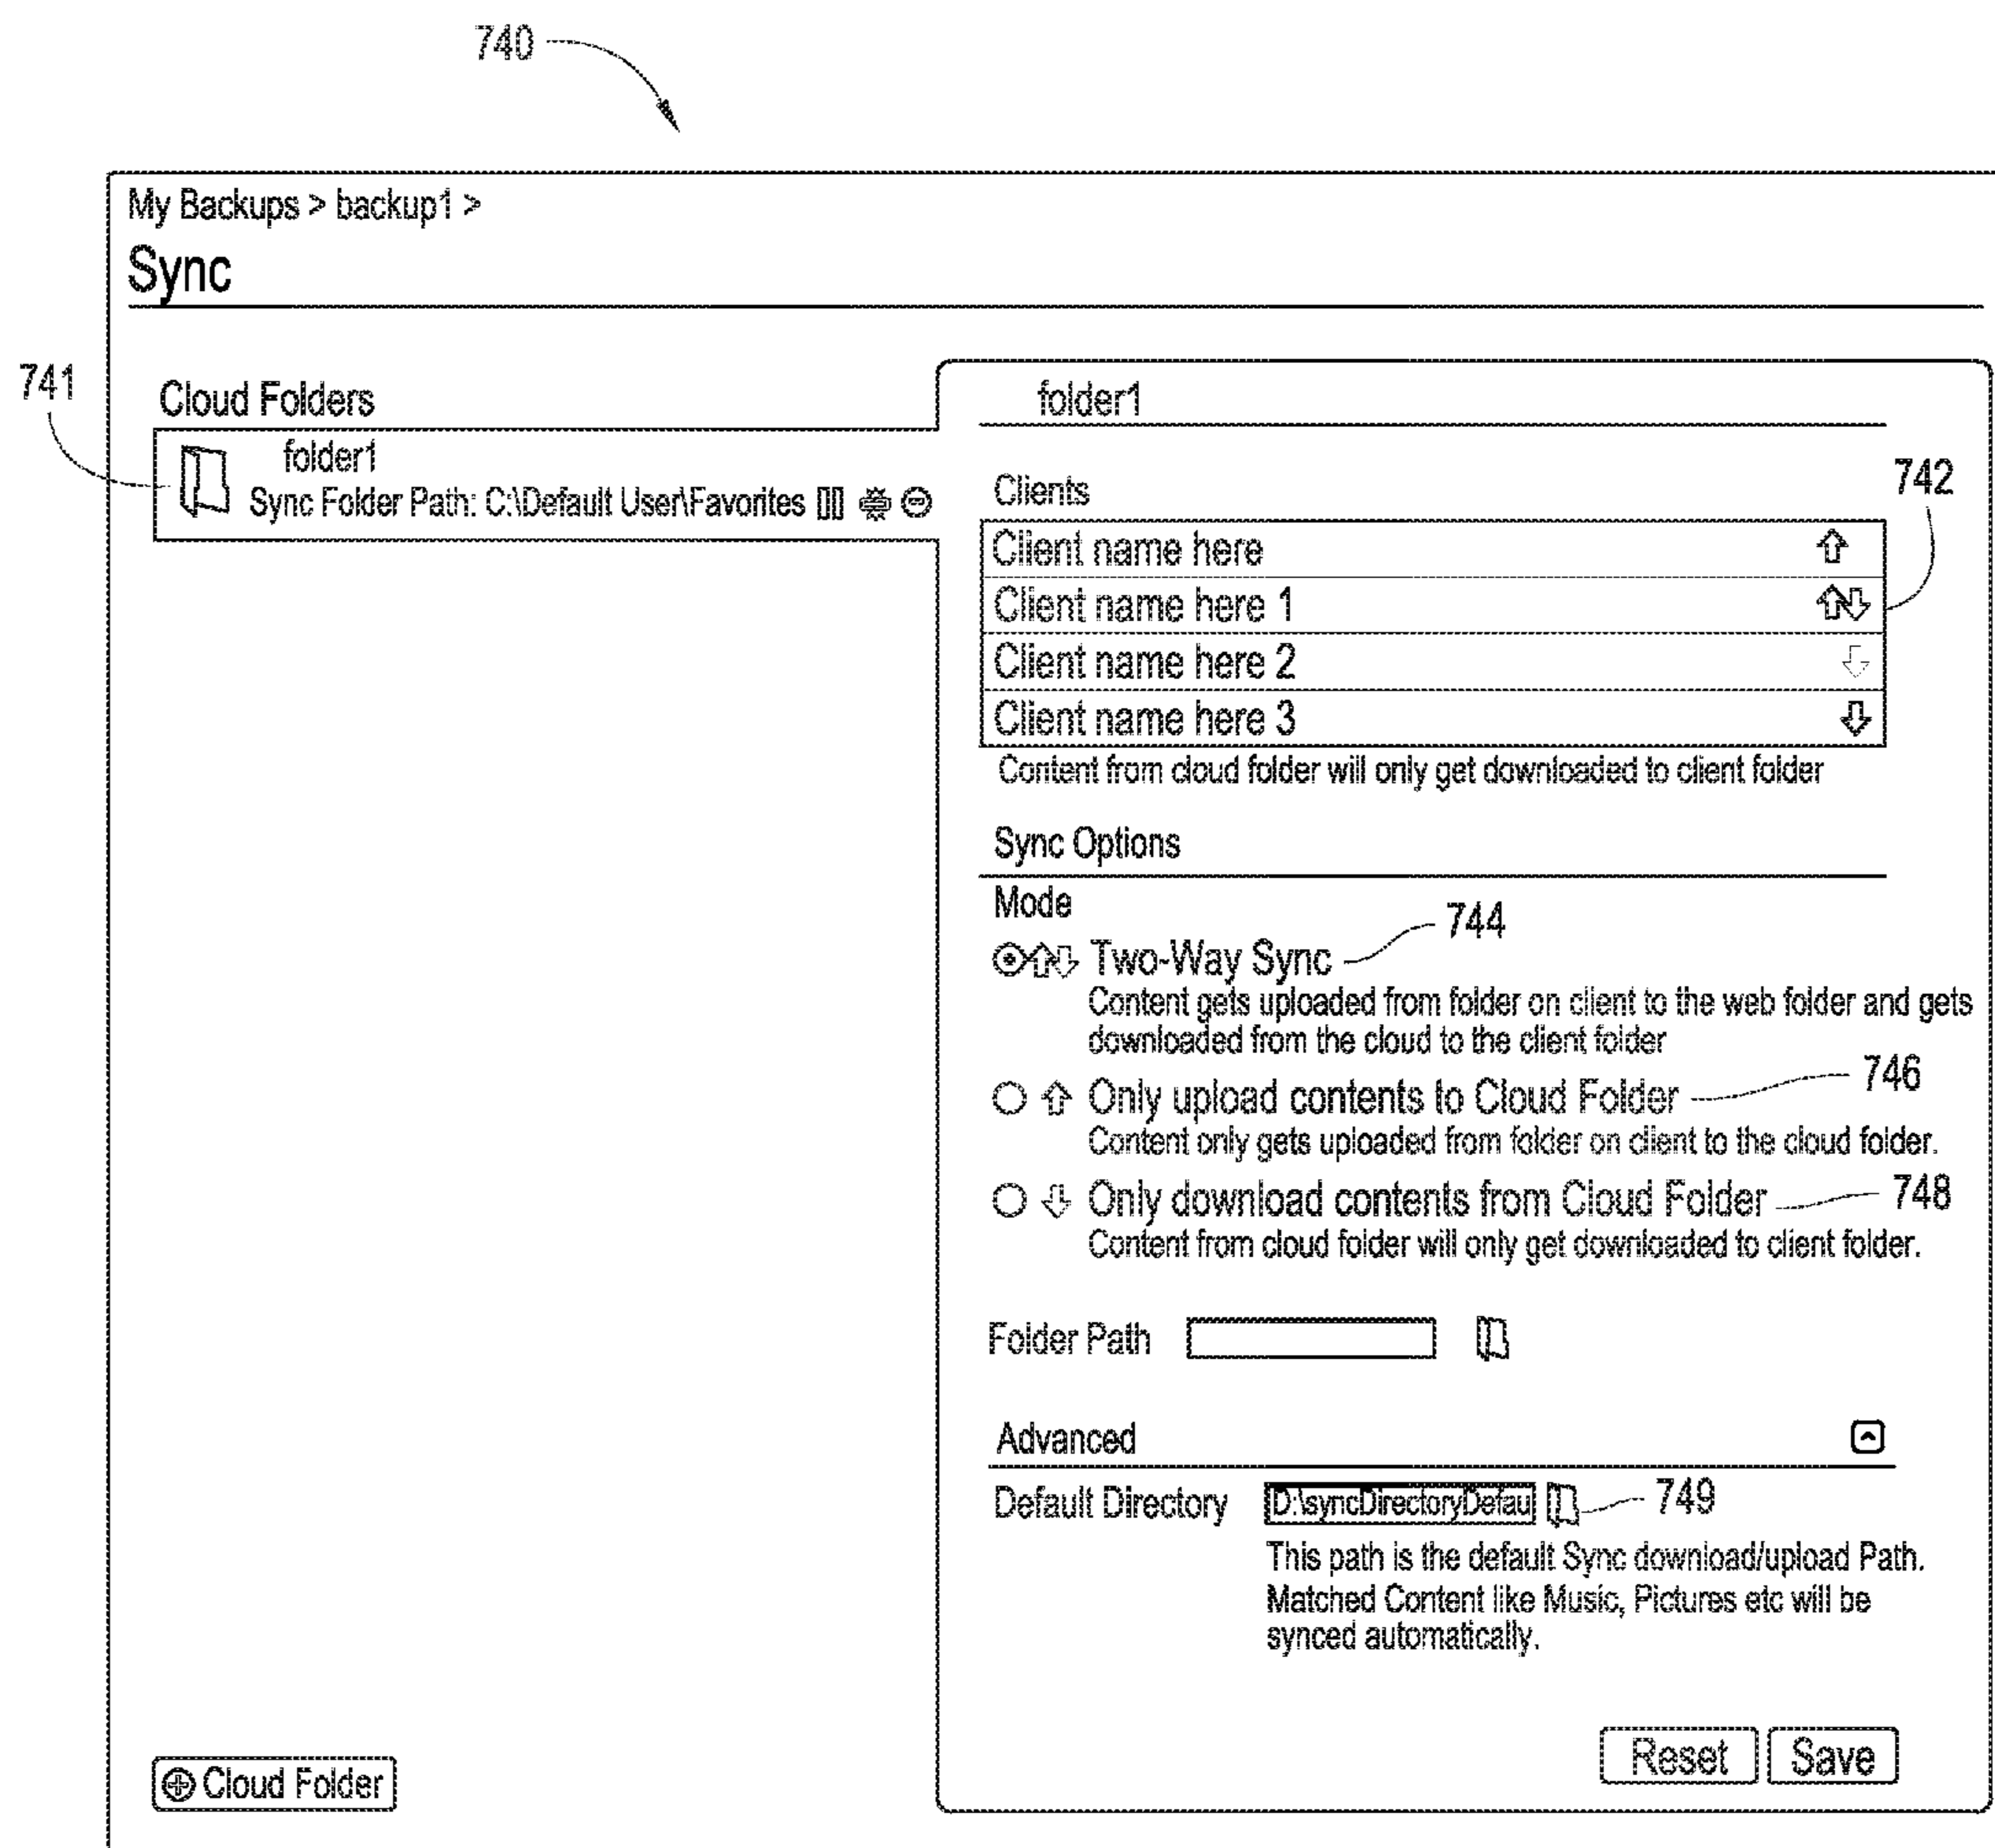 740
My Backups > backup1 >
Sync
741
Cloud Folders
folder1
Sync Folder Path: C:\Default User\Favorites
folder1
Clients
742
Client name here
Client name here 1
Client name here 2
Client name here 3
Content from cloud folder will only get downloaded to client folder
Sync Options
Mode
744
Two-Way Sync
Content gets uploaded from folder on client to the web folder and gets
downloaded from the cloud to the client folder
746
Only upload contents to Cloud Folder
Content only gets uploaded from folder on client to the cloud folder.
Only download contents from Cloud Folder
748
Content from cloud folder will only get downloaded to client folder.
Folder Path
Advanced
Default Directory
D:\syncDirectoryDefau
749
This path is the default Sync download/upload Path.
Matched Content like Music, Pictures etc will be
synced automatically.
Reset
Save
Cloud Folder